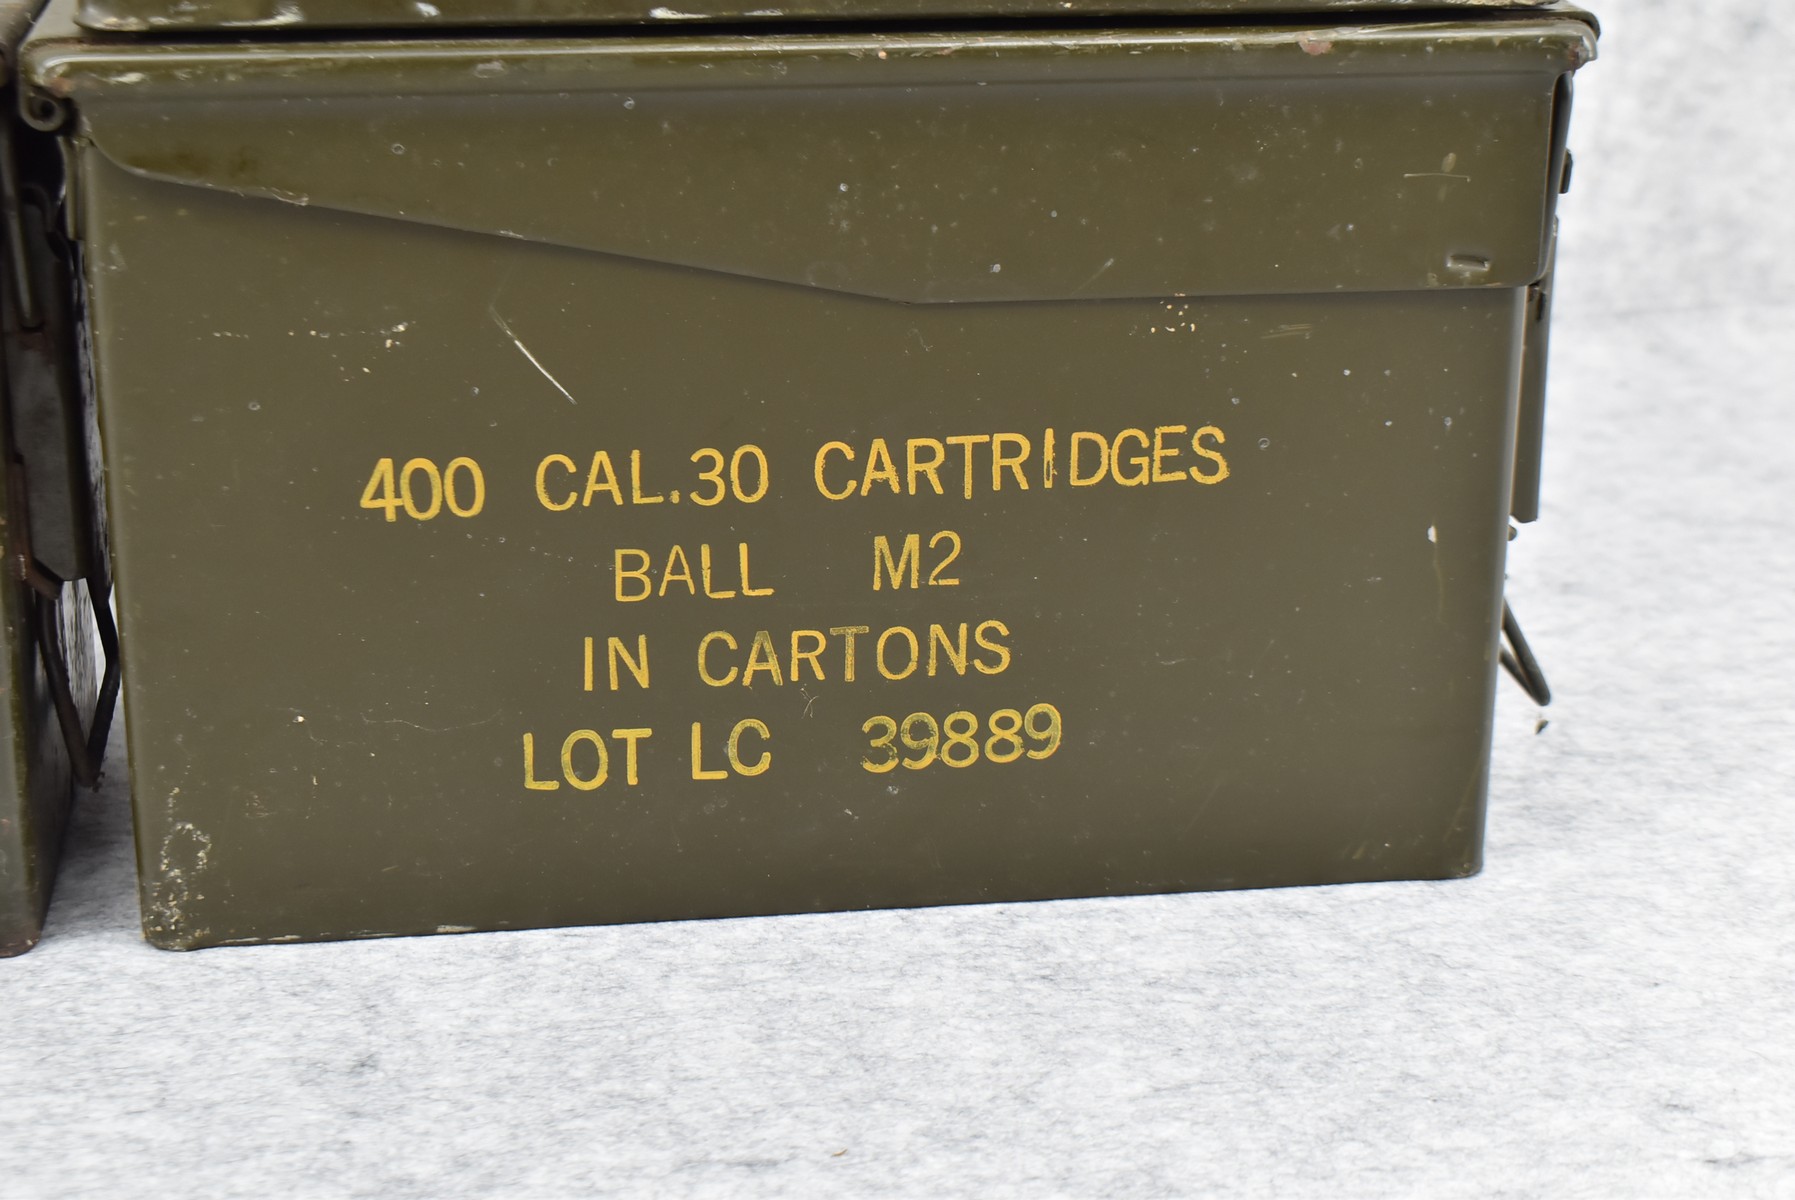 400 CAL.30 CARTRIDGES
BALL M2
IN CARTONS
LOT LC 39889